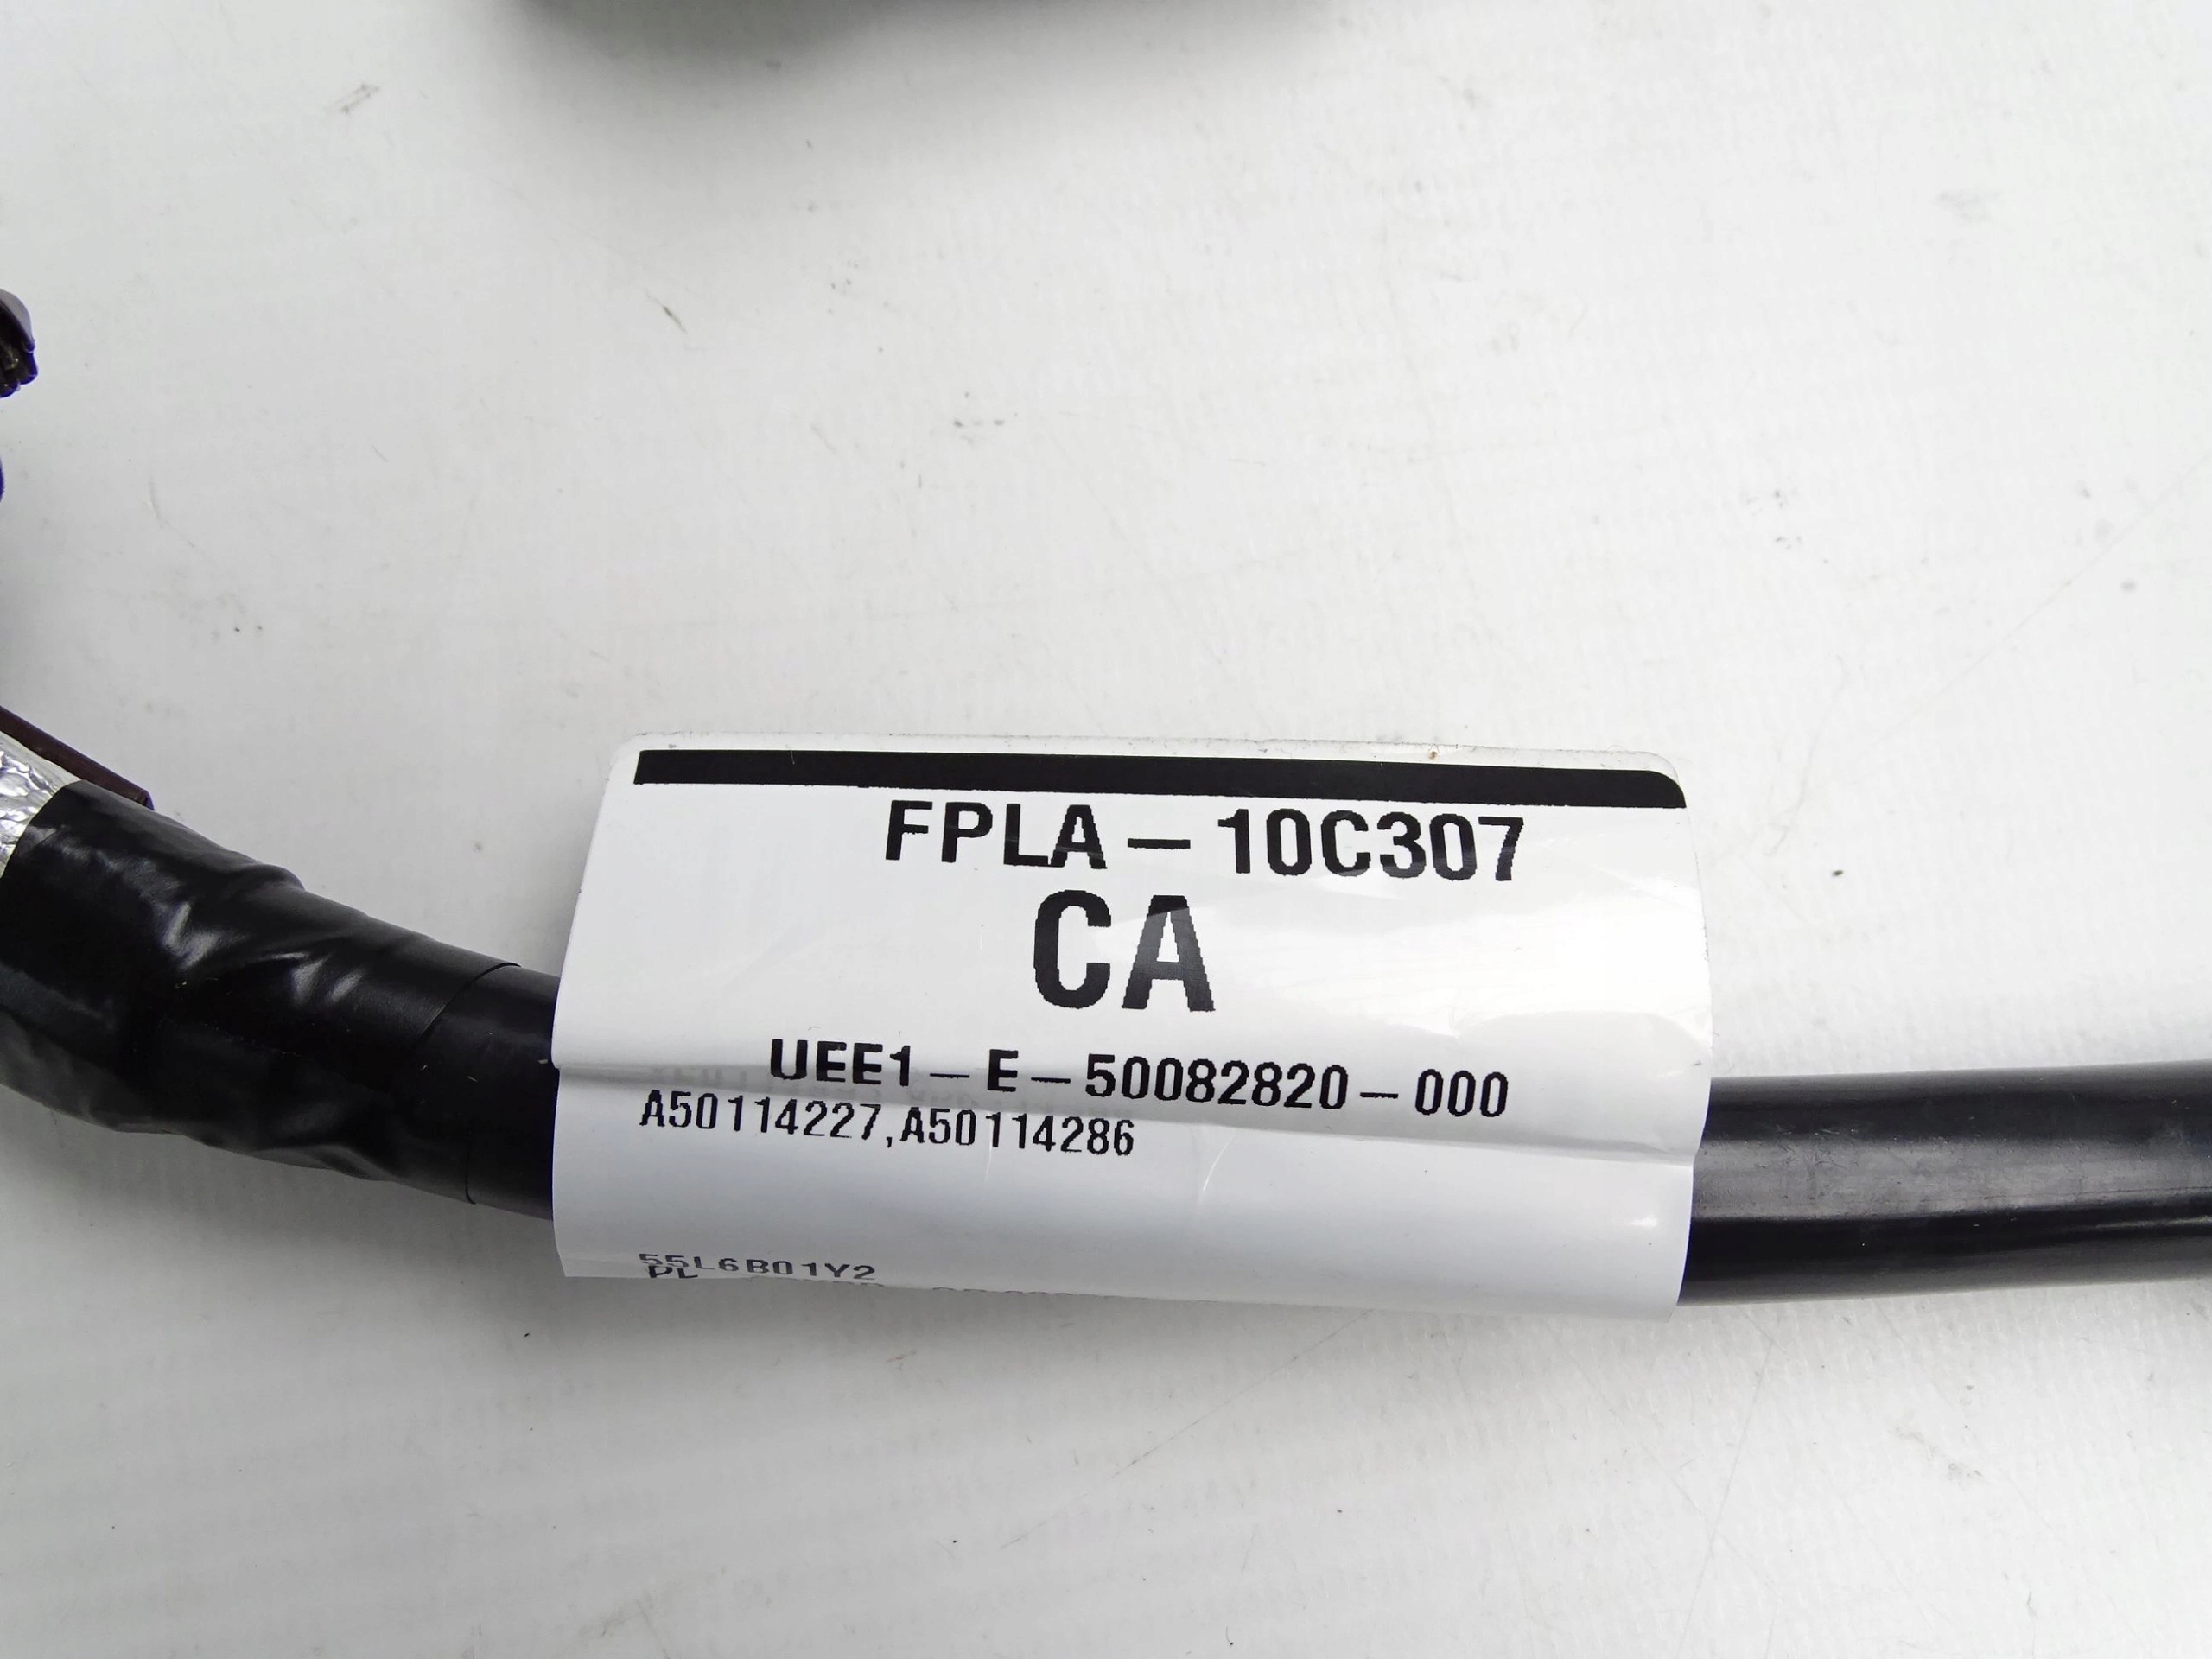 FPLA-10C307
CA
UEE1-E-50082820-000
A50114227,A50114286
55L6B01Y2
PL